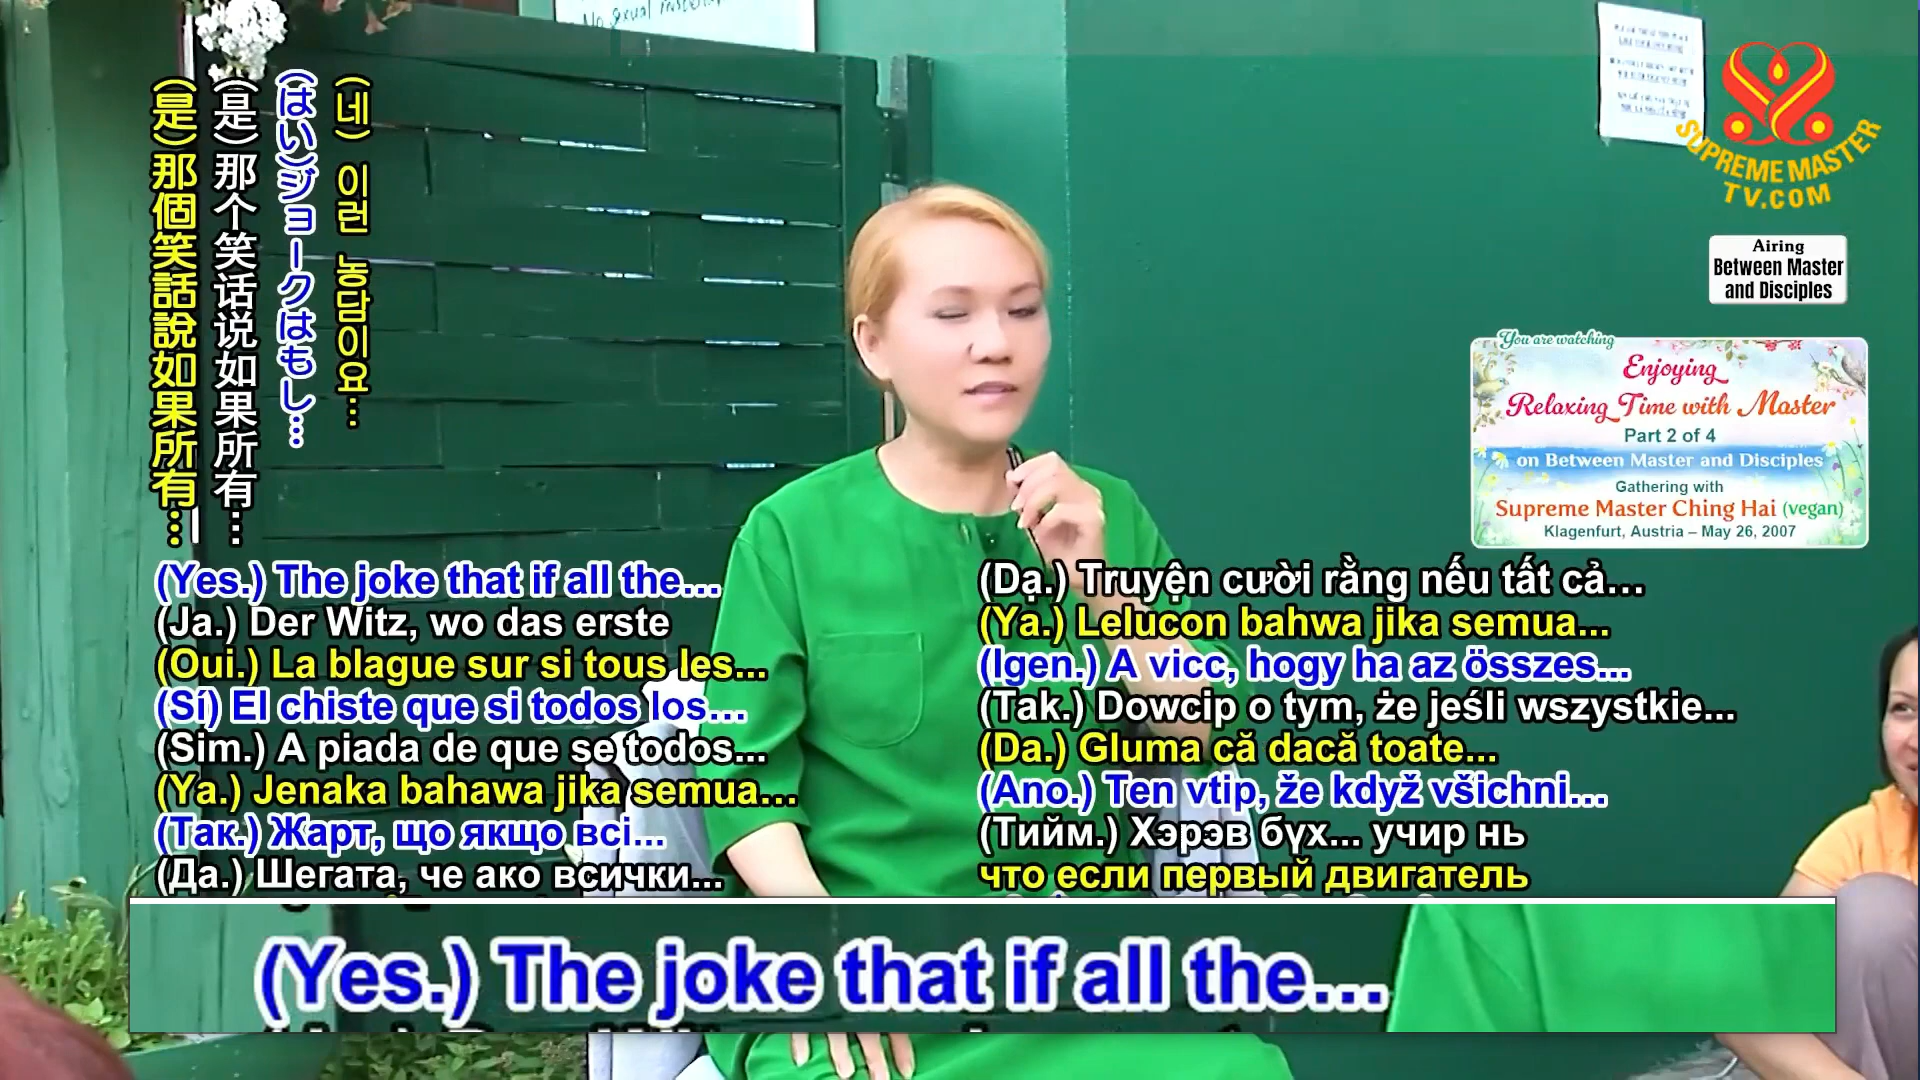 No sexual
SUPREME MASTER
TV.COM
Airing
Between Master
and Disciples
You are watching
Enjoying
Relaxing Time with Master
Part 2 of 4
on Between Master and Disciples
Gathering with
Supreme Master Ching Hai (vegan)
Klagenfurt, Austria – May 26, 2007
(네) 이런 농담이요…
(はい)ジョークはもし…
(是)那个笑话说如果所有…
(是)那個笑話說如果所有…
(Yes.) The joke that if all the…
(Ja.) Der Witz, wo das erste
(Oui.) La blague sur si tous les...
(Sí) El chiste que si todos los…
(Sim.) A piada de que se todos...
(Ya.) Jenaka bahawa jika semua...
(Так.) Жарт, що якщо всі...
(Да.) Шегата, че ако всички...
(Dạ.) Truyện cười rằng nếu tất cả…
(Ya.) Lelucon bahwa jika semua...
(Igen.) A vicc, hogy ha az összes...
(Tak.) Dowcip o tym, że jeśli wszystkie...
(Da.) Gluma că dacă toate...
(Ano.) Ten vtip, že když všichni…
(Тийм.) Хэрэв бүх... учир нь
что если первый двигатель
(Yes.) The joke that if all the...